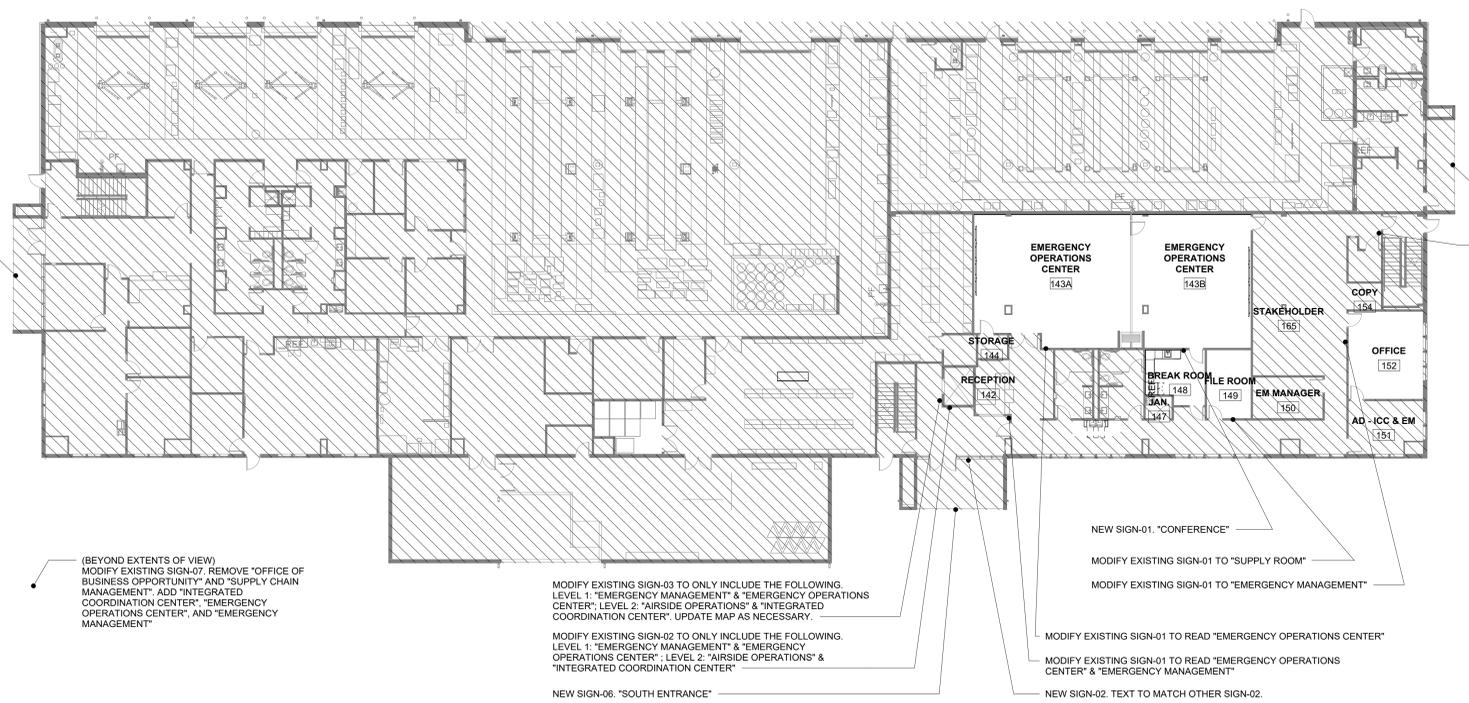 PF
REF
PF
PF
REF
EMERGENCY
OPERATIONS
CENTER
143A
EMERGENCY
OPERATIONS
CENTER
143B
COPY
154
STAKEHOLDER
165
STORAGE
144
OFFICE
152
RECEPTION
142
BREAK ROOM
148
REF
FILE ROOM
149
EM MANAGER
150
JAN.
147
AD - ICC & EM
151
NEW SIGN-01. "CONFERENCE"
MODIFY EXISTING SIGN-01 TO "SUPPLY ROOM"
MODIFY EXISTING SIGN-01 TO "EMERGENCY MANAGEMENT"
(BEYOND EXTENTS OF VIEW)
MODIFY EXISTING SIGN-07. REMOVE "OFFICE OF
BUSINESS OPPORTUNITY" AND "SUPPLY CHAIN
MANAGEMENT". ADD "INTEGRATED
COORDINATION CENTER", "EMERGENCY
OPERATIONS CENTER", AND "EMERGENCY
MANAGEMENT"
MODIFY EXISTING SIGN-03 TO ONLY INCLUDE THE FOLLOWING.
LEVEL 1: "EMERGENCY MANAGEMENT" & "EMERGENCY OPERATIONS
CENTER"; LEVEL 2: "AIRSIDE OPERATIONS" & "INTEGRATED
COORDINATION CENTER". UPDATE MAP AS NECESSARY.
MODIFY EXISTING SIGN-02 TO ONLY INCLUDE THE FOLLOWING.
LEVEL 1: "EMERGENCY MANAGEMENT" & "EMERGENCY
OPERATIONS CENTER" ; LEVEL 2: "AIRSIDE OPERATIONS" &
"INTEGRATED COORDINATION CENTER"
NEW SIGN-06. "SOUTH ENTRANCE"
MODIFY EXISTING SIGN-01 TO READ "EMERGENCY OPERATIONS CENTER"
MODIFY EXISTING SIGN-01 TO READ "EMERGENCY OPERATIONS
CENTER" & "EMERGENCY MANAGEMENT"
NEW SIGN-02. TEXT TO MATCH OTHER SIGN-02.